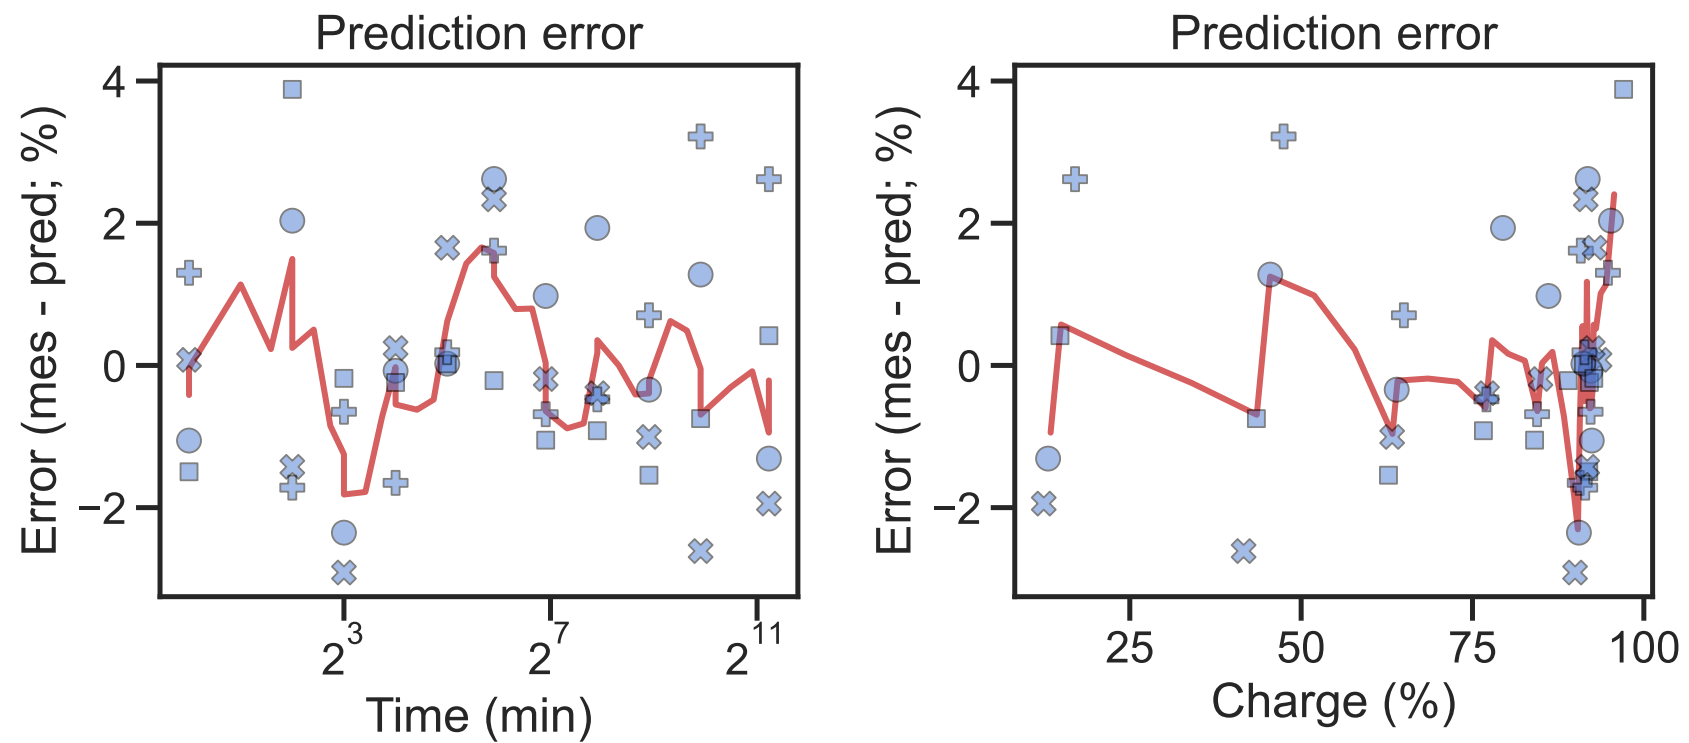 Prediction error
Error (mes - pred; %)
4
2
0
−2
2^3
2^7
2^11
Time (min)
Prediction error
Error (mes - pred; %)
4
2
0
−2
25
50
75
100
Charge (%)